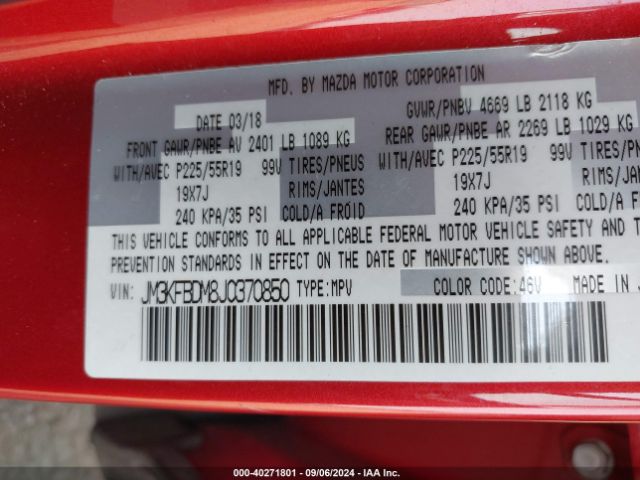 MFD. BY MAZDA MOTOR CORPORATION
DATE 03/18 GVWR/PNBV 4669 LB 2118 KG
FRONT GAWR/PNBE AV 2401 LB 1089 KG REAR GAWR/PNBE AR 2269 LB 1029 KG
WITH/AVEC P225/55R19 99V TIRES/PNEUS WITH/AVEC P225/55R19 99V
19X7J RIMS/JANTES 19X7J RIMS/JANTES
240 KPA/35 PSI COLD/A FROID 240 KPA/35 PSI COLD/A
THIS VEHICLE CONFORMS TO ALL APPLICABLE FEDERAL MOTOR VEHICLE SAFETY AND
PREVENTION STANDARDS IN EFFECT ON THE DATE OF MANUFACTURE SHOWN ABOVE.
VIN: JM3KFBDM8J0370850 TYPE:MPV COLOR CODE:46V MADE IN
000-40271801 - 09/06/2024 - IAA Inc.